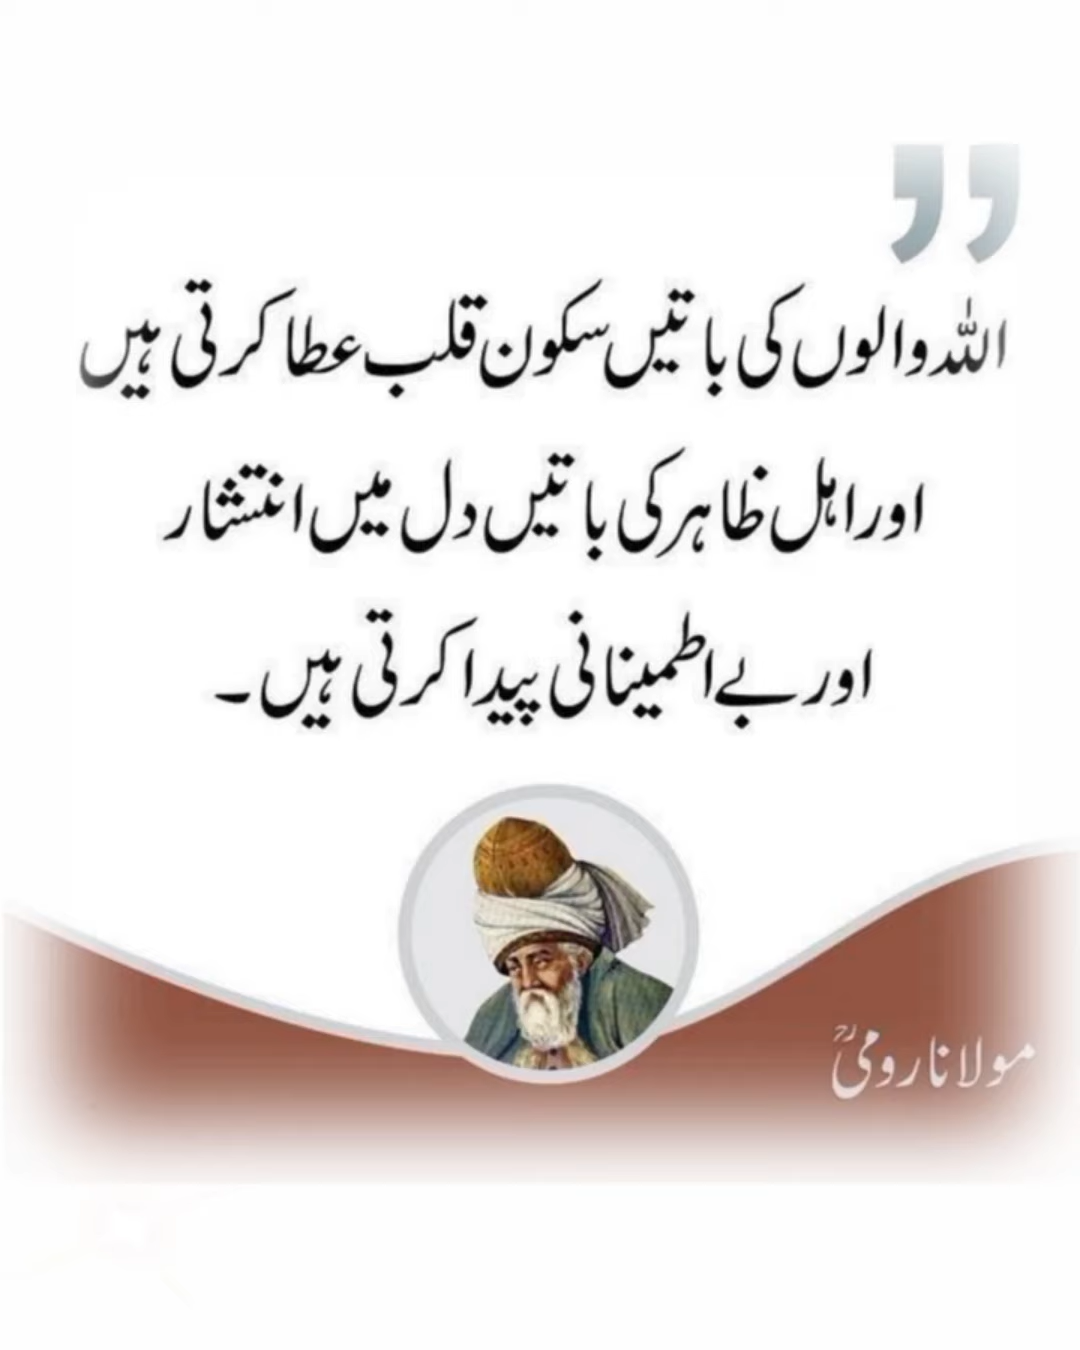 اللہ والوں کی باتیں سکون قلب عطا کرتی ہیں
اور اہل ظاہر کی باتیں دل میں انتشار
اور بے اطمینانی پیدا کرتی ہیں۔
مولانا رومیؒ